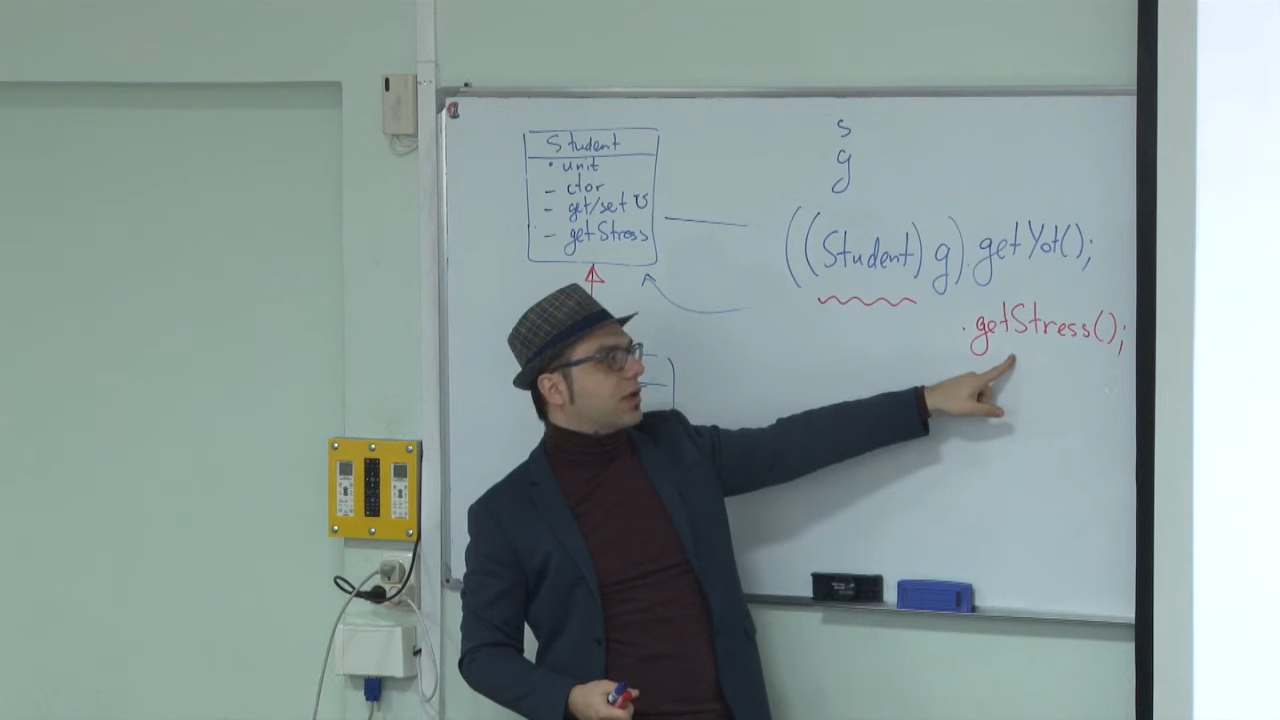 Student
• unit
- ctor
- get/set U
- getStress
s
g
((Student) g).getYot();
.getStress();